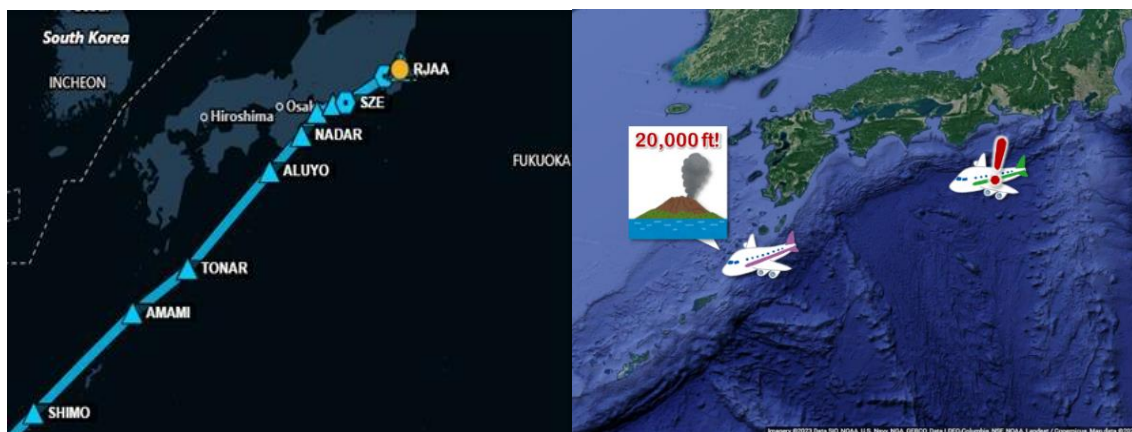 South Korea
INCHEON
RJAA
SZE
Osak
Hiroshima
NADAR
FUKUOKA
ALUYO
TONAR
AMAMI
SHIMO
20,000 ft!